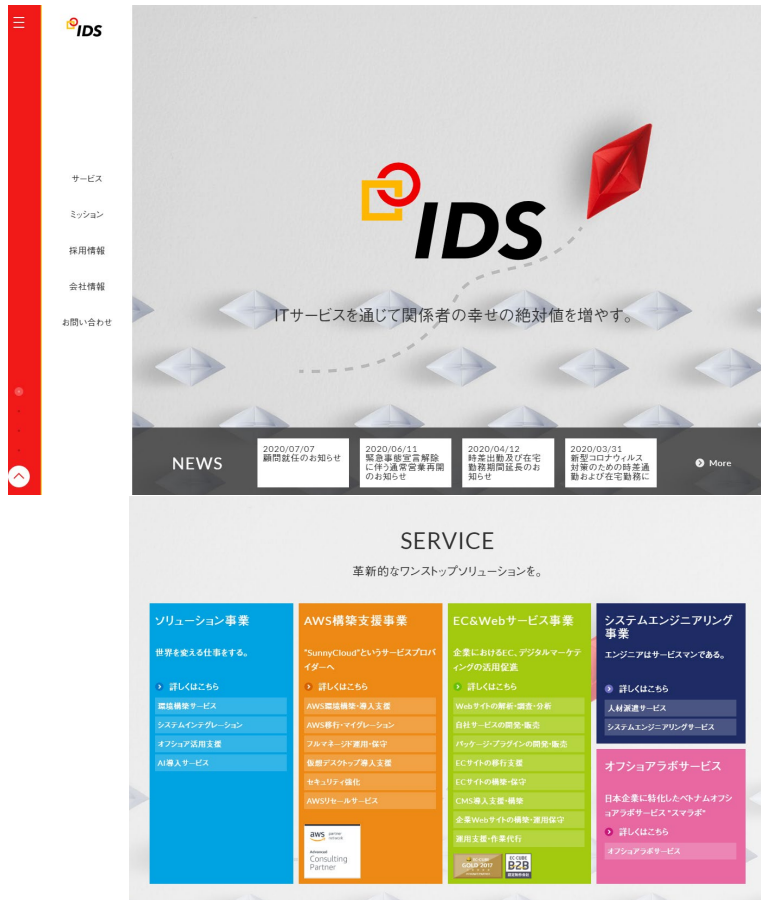 IDS
サービス
ミッション
採用情報
会社情報
お問い合わせ
IDS
ITサービスを通じて関係者の幸せの絶対値を増やす。
NEWS
2020/07/07
顧問就任のお知らせ
2020/06/11
緊急事態宣言解除
に伴う通常営業再開
のお知らせ
2020/04/12
時差出勤及び在宅
勤務期間延長のお
知らせ
2020/03/31
新型コロナウィルス
対策のための時差通
勤および在宅勤務に
More
SERVICE
革新的なワンストップソリューションを。
ソリューション事業
世界を変える仕事をする。
詳しくはこちら
環境構築サービス
システムインテグレーション
オフショア活用支援
AI導入サービス
AWS構築支援事業
"SunnyCloud"というサービスプロバ
イダーへ
詳しくはこちら
AWS環境構築・導入支援
AWS移行・マイグレーション
フルマネージド運用・保守
仮想デスクトップ導入支援
セキュリティ強化
AWSリセールサービス
aws partner
network
Advanced
Consulting
Partner
EC&Webサービス事業
企業におけるEC、デジタルマーケテ
ィングの活用促進
詳しくはこちら
Webサイトの解析・調査・分析
自社サービスの開発・販売
パッケージ・プラグインの開発・販売
ECサイトの移行支援
ECサイトの構築・保守
CMS導入支援・構築
企業Webサイトの構築・運用保守
運用支援・作業代行
GOLD 2017
EC CUBE
B2B
システムエンジニアリング
事業
エンジニアはサービスマンである。
詳しくはこちら
人材派遣サービス
システムエンジニアリングサービス
オフショアラボサービス
日本企業に特化したベトナムオフシ
ョアラボサービス "スマラボ"
詳しくはこちら
オフショアラボサービス